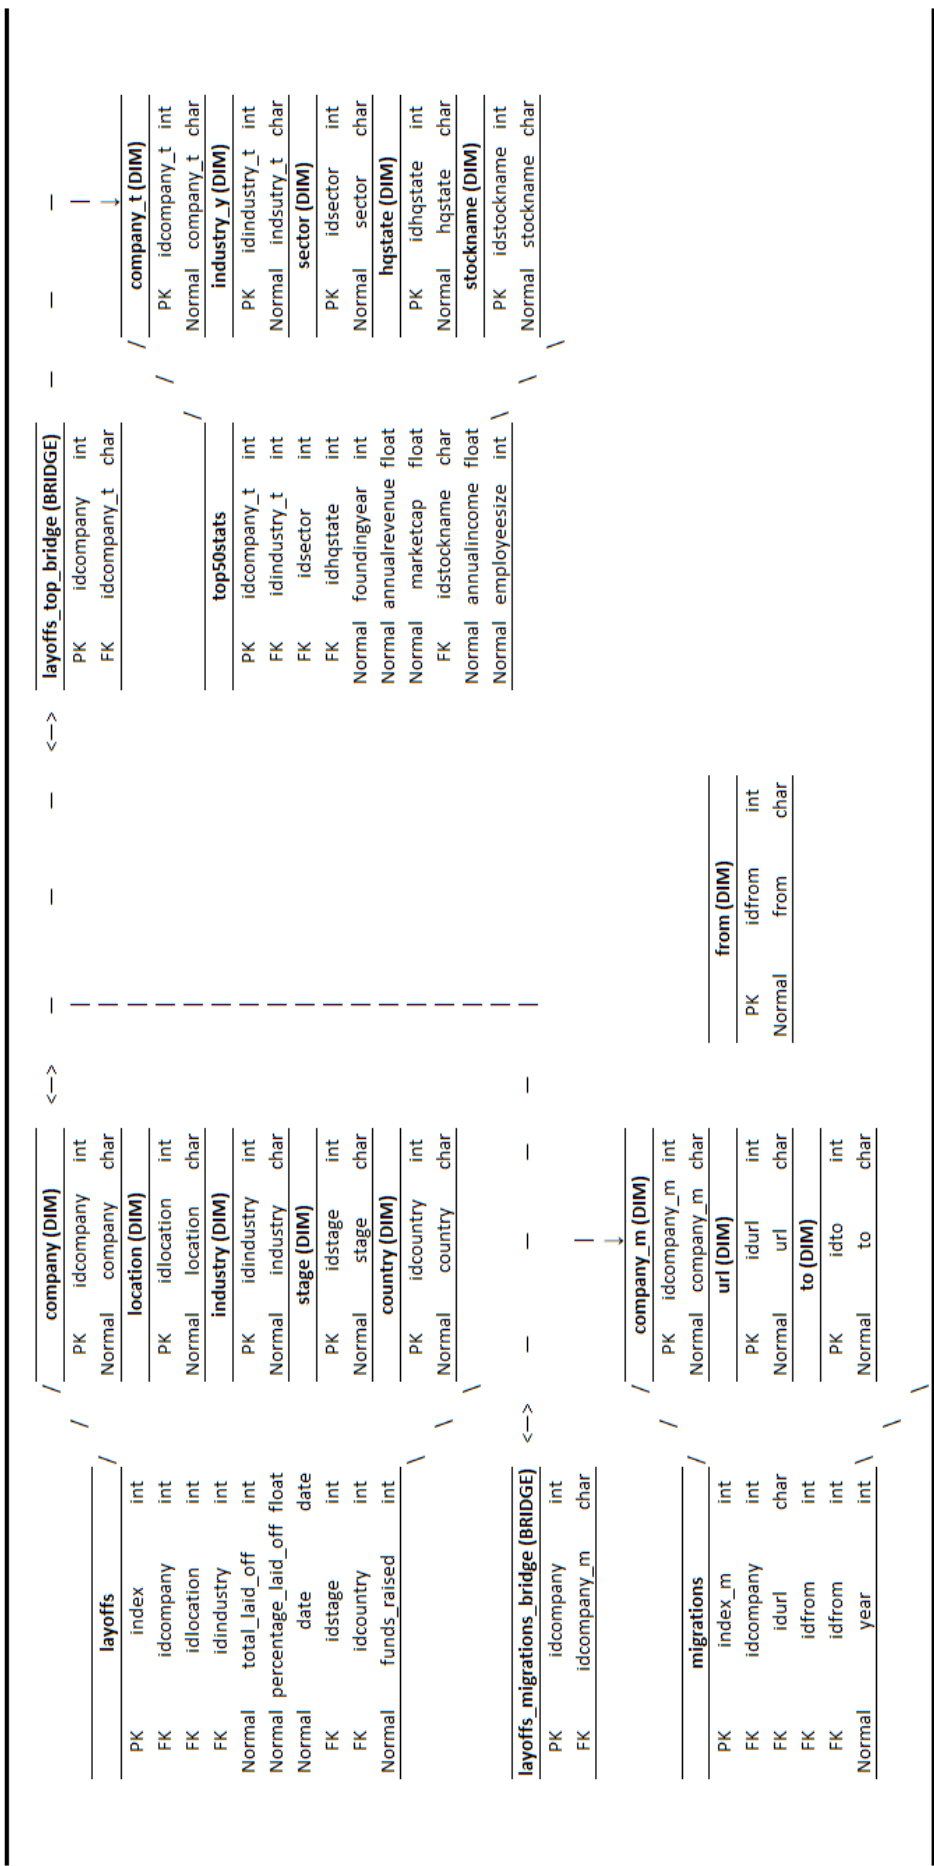 company (DIM) <--> — — — <--> layoffs_top_bridge (BRIDGE) — — —
PK idcompany int
Normal company char
location (DIM)
PK idlocation int
Normal location char
industry (DIM)
PK idindustry int
Normal industry char
stage (DIM)
PK idstage int
Normal stage char
country (DIM)
PK idcountry int
Normal country char
layoffs
PK index int
FK idcompany int
FK idlocation int
FK idindustry int
Normal total_laid_off int
Normal percentage_laid_off float
Normal date date
FK idstage int
FK idcountry int
Normal funds_raised int
PK idcompany int
FK idcompany_t char
top50stats
PK idcompany_t int
FK idindustry_t int
FK idsector int
FK idhqstate int
Normal foundingyear int
Normal annualrevenue float
Normal marketcap float
FK idstockname char
Normal annualincome float
Normal employeesize int
company_t (DIM)
PK idcompany_t int
Normal company_t char
industry_y (DIM)
PK idindustry_t int
Normal indsutry_t char
sector (DIM)
PK idsector int
Normal sector char
hqstate (DIM)
PK idhqstate int
Normal hqstate char
stockname (DIM)
PK idstockname int
Normal stockname char
layoffs_migrations_bridge (BRIDGE) <--> — — — —
PK idcompany int
FK idcompany_m char
migrations
PK index_m int
FK idcompany int
FK idurl char
FK idfrom int
FK idfrom int
Normal year int
company_m (DIM)
PK idcompany_m int
Normal company_m char
url (DIM)
PK idurl int
Normal url char
to (DIM)
PK idto int
Normal to char
from (DIM)
PK idfrom int
Normal from char